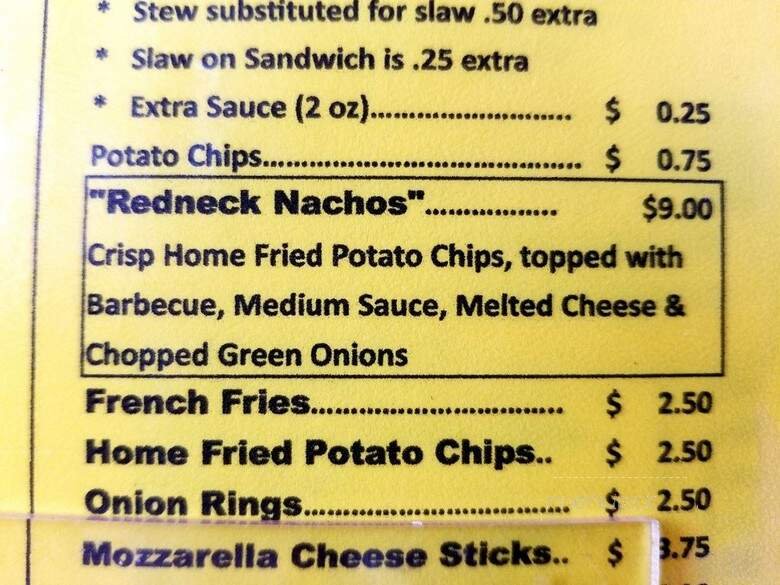 * Stew substituted for slaw .50 extra
* Slaw on Sandwich is .25 extra
* Extra Sauce (2 oz)........................... $ 0.25
Potato Chips.......................................... $ 0.75
"Redneck Nachos".................. $9.00
Crisp Home Fried Potato Chips, topped with
Barbecue, Medium Sauce, Melted Cheese &
Chopped Green Onions
French Fries................................ $ 2.50
Home Fried Potato Chips.. $ 2.50
Onion Rings................................. $ 2.50
Mozzarella Cheese Sticks.. $ 3.75